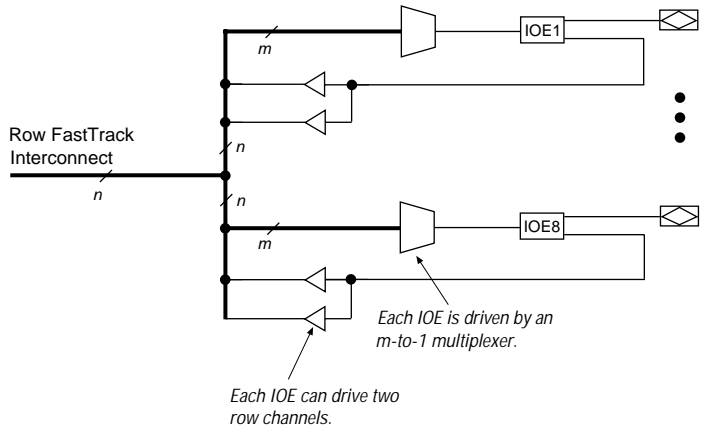 m
IOE1
Row FastTrack
Interconnect
n
n
n
m
IOE8
Each IOE is driven by an
m-to-1 multiplexer.
Each IOE can drive two
row channels.